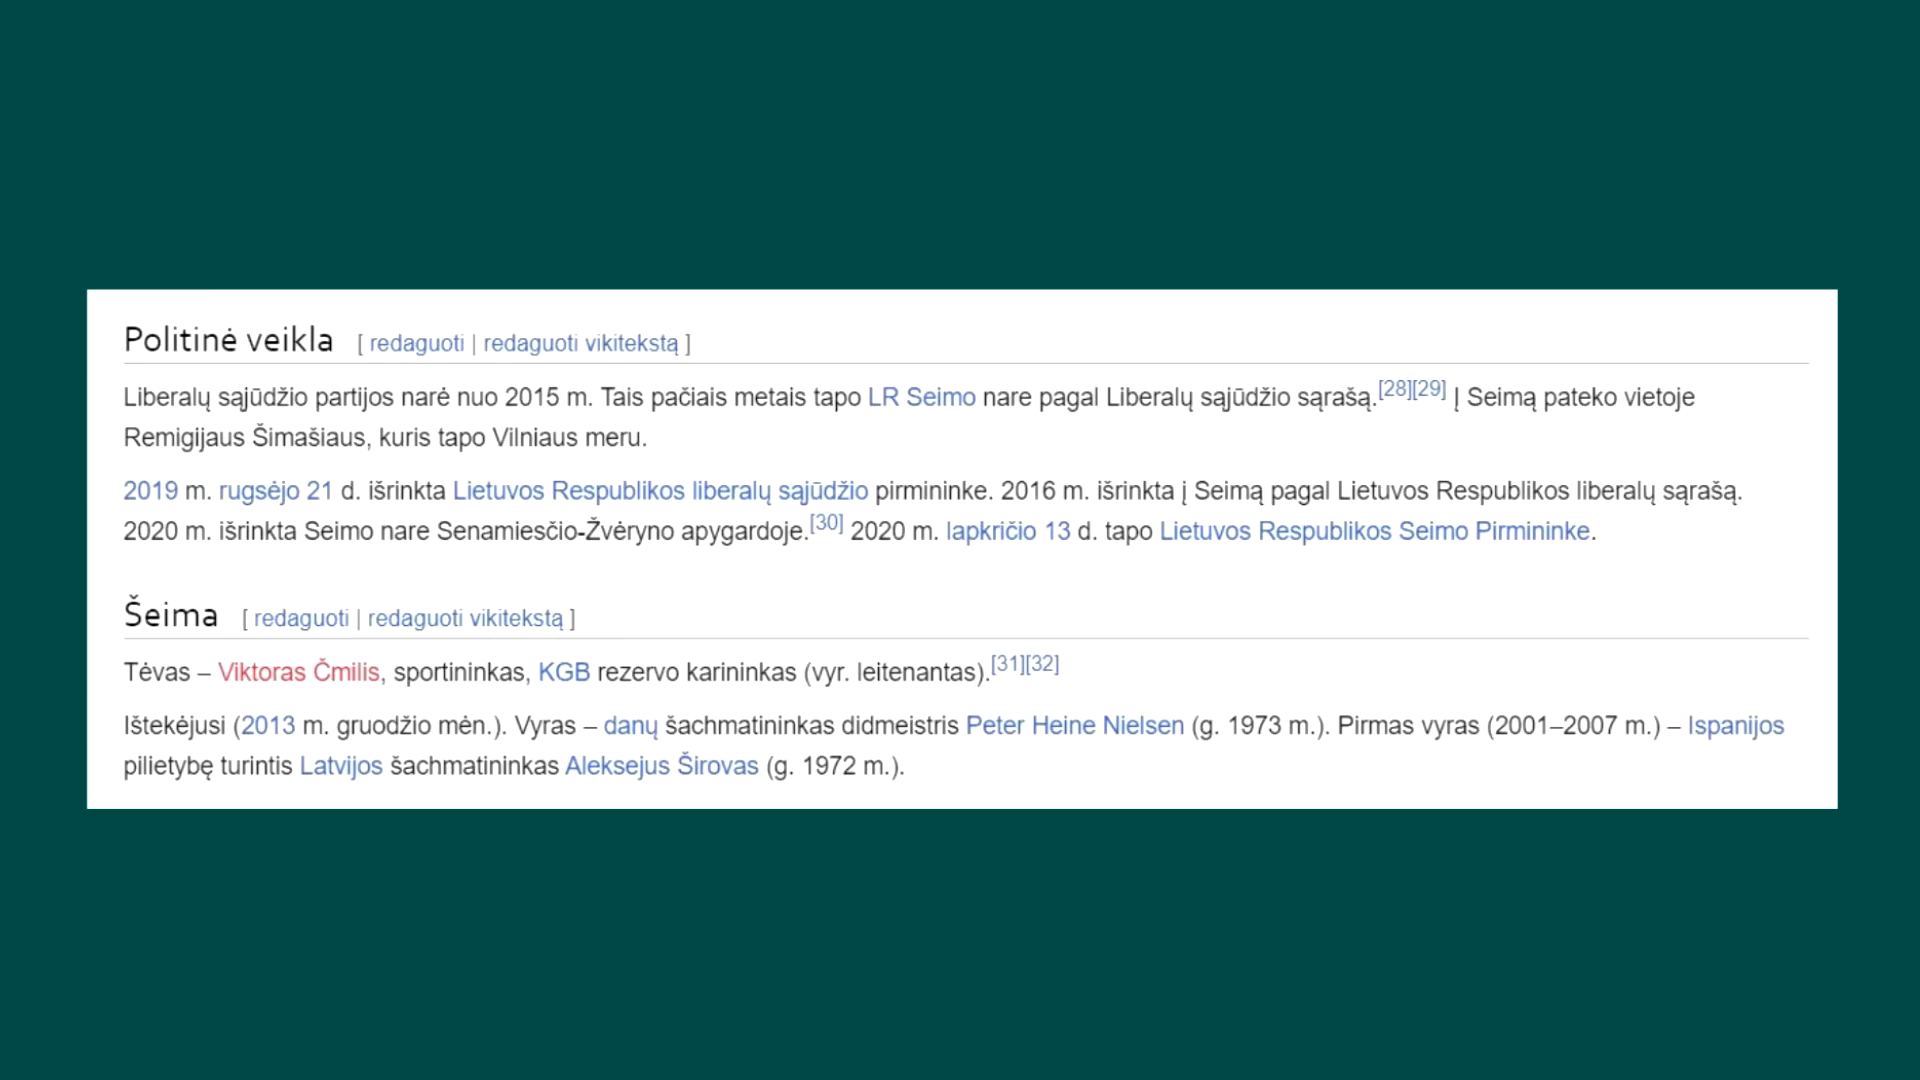 Politinė veikla [ redaguoti | redaguoti vikitekstą ]
Liberalų sąjūdžio partijos narė nuo 2015 m. Tais pačiais metais tapo LR Seimo nare pagal Liberalų sąjūdžio sąrašą.[28][29] Į Seimą pateko vietoje
Remigijaus Šimašiaus, kuris tapo Vilniaus meru.
2019 m. rugsėjo 21 d. išrinkta Lietuvos Respublikos liberalų sąjūdžio pirmininke. 2016 m. išrinkta į Seimą pagal Lietuvos Respublikos liberalų sąrašą.
2020 m. išrinkta Seimo nare Senamiesčio-Žvėryno apygardoje.[30] 2020 m. lapkričio 13 d. tapo Lietuvos Respublikos Seimo Pirmininke.
Šeima [ redaguoti | redaguoti vikitekstą ]
Tėvas – Viktoras Čmilis, sportininkas, KGB rezervo karininkas (vyr. leitenantas).[31][32]
Ištekėjusi (2013 m. gruodžio mėn.). Vyras – danų šachmatininkas didmeistris Peter Heine Nielsen (g. 1973 m.). Pirmas vyras (2001–2007 m.) – Ispanijos
pilietybę turintis Latvijos šachmatininkas Aleksejus Širovas (g. 1972 m.).